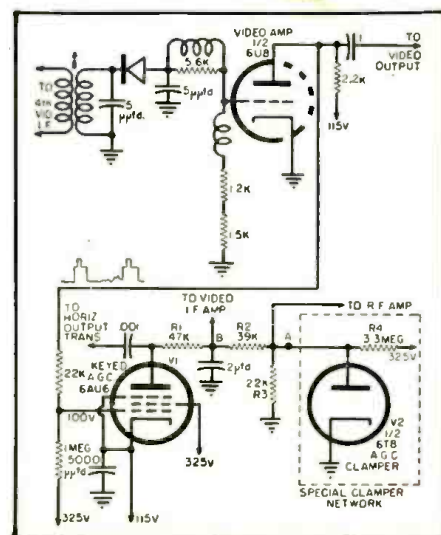 VIDEO AMP
1/2
6U8
TO
VIDEO
OUTPUT
.1
5.6K
5μμfd
2.2K
115V
TO
4TH
VID
I.F.
5
μμfd.
1.2K
1.5K
TO
HORIZ
OUTPUT
TRANS
.001
TO VIDEO
I.F AMP
TO R.F AMP
R1
47K
B
R2
39K
A
R4
3.3MEG
325V
KEYED
A G C
6AU6
V1
.2μfd
22K
R3
22K
100V
1 MEG
5000
μμfd
325V
115V
325V
V2
1/2
6T8
A G C
CLAMPER
SPECIAL CLAMPER
NETWORK